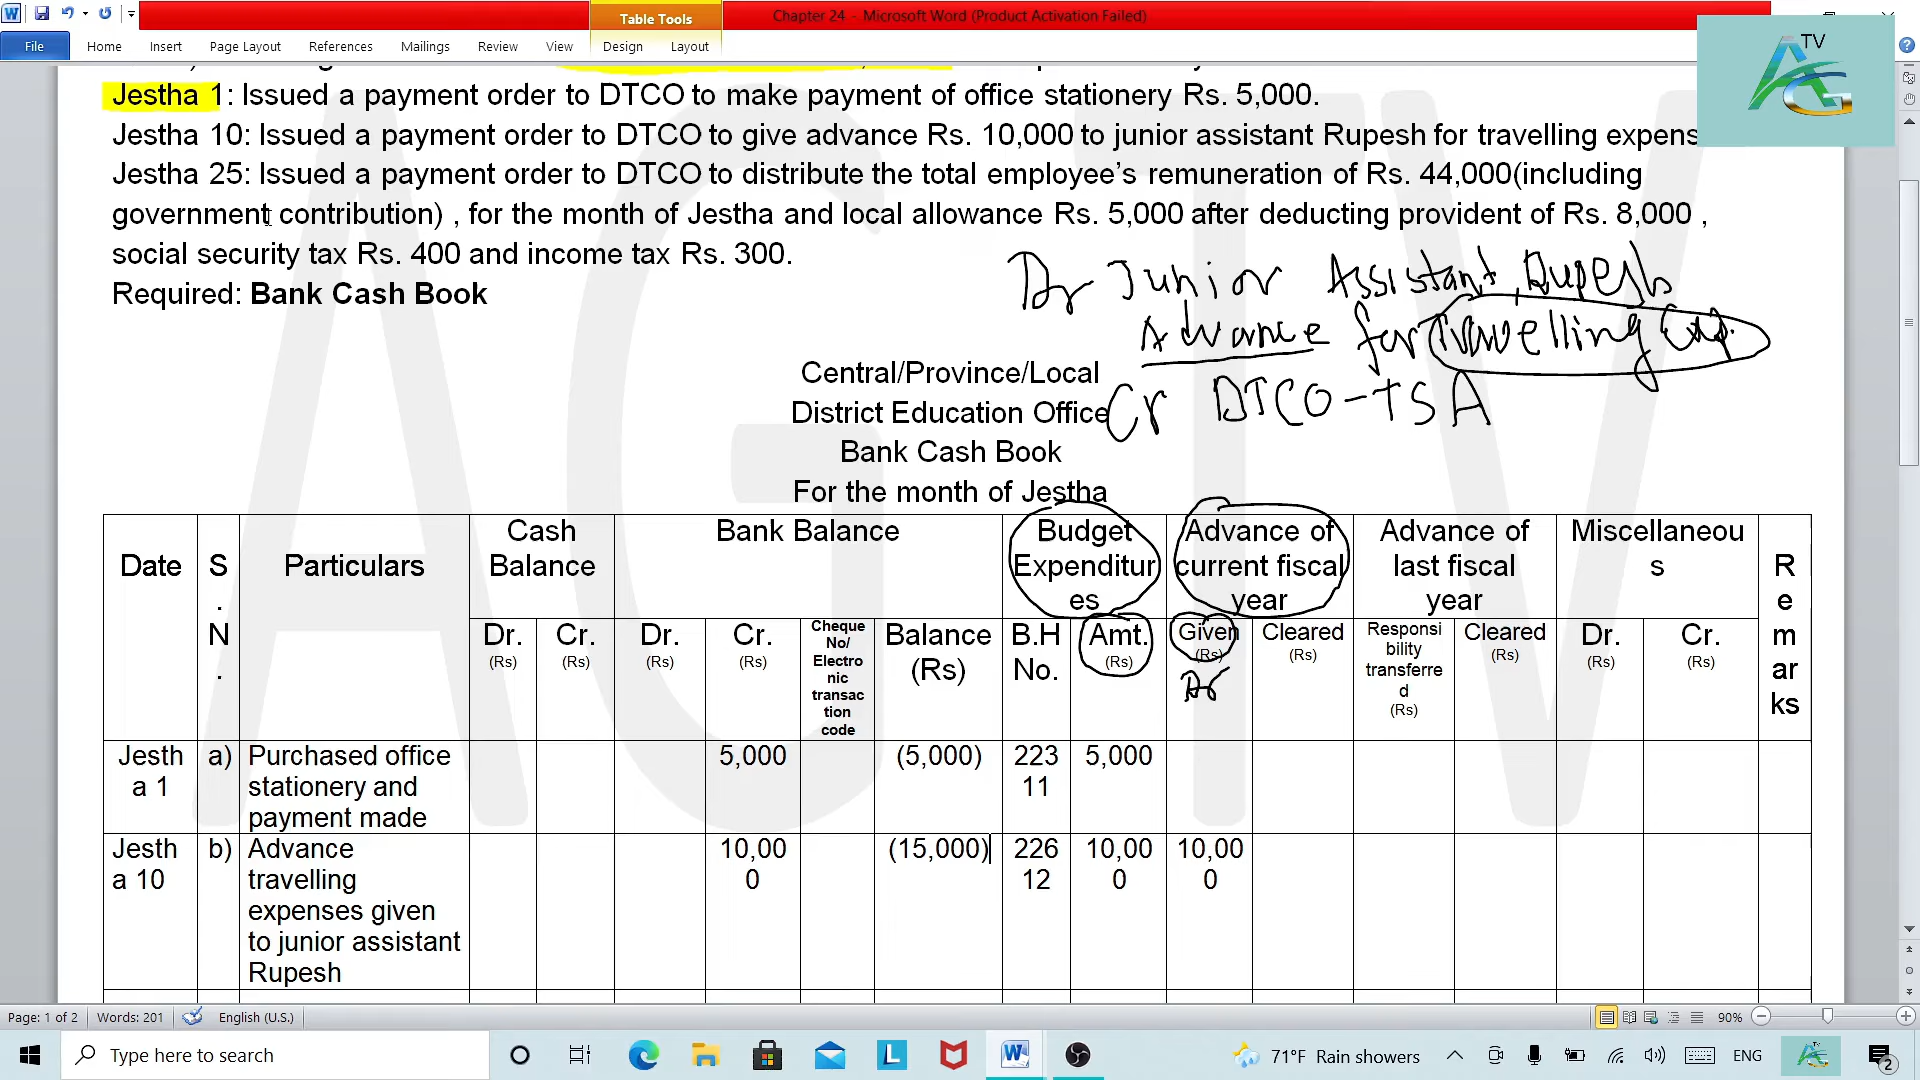 Chapter 24 - Microsoft Word (Product Activation Failed)
Table Tools
File Home Insert Page Layout References Mailings Review View Design Layout
TV
AG
Jestha 1: Issued a payment order to DTCO to make payment of office stationery Rs. 5,000.
Jestha 10: Issued a payment order to DTCO to give advance Rs. 10,000 to junior assistant Rupesh for travelling expens
Jestha 25: Issued a payment order to DTCO to distribute the total employee's remuneration of Rs. 44,000(including
government contribution) , for the month of Jestha and local allowance Rs. 5,000 after deducting provident of Rs. 8,000 ,
social security tax Rs. 400 and income tax Rs. 300.
Required: Bank Cash Book
Dr Junior Assistant, Rupesh
Advance for Travelling Exp.
Cr DTCO-TSA
Central/Province/Local
District Education Office
Bank Cash Book
For the month of Jestha
Date
S.N.
Particulars
Cash Balance
Bank Balance
Budget Expenditures
Advance of current fiscal year
Advance of last fiscal year
Miscellaneous
Remarks
Dr. (Rs)
Cr. (Rs)
Dr. (Rs)
Cr. (Rs)
Cheque No/ Electronic transaction code
Balance (Rs)
B.H No.
Amt. (Rs)
Given (Rs)
Dr
Cleared (Rs)
Responsibility transferred (Rs)
Cleared (Rs)
Dr. (Rs)
Cr. (Rs)
Jestha 1 a) Purchased office stationery and payment made 5,000 (5,000) 22311 5,000
Jestha 10 b) Advance travelling expenses given to junior assistant Rupesh 10,000 (15,000) 22612 10,000 10,000
AGTV
Page: 1 of 2 Words: 201 English (U.S.) 90%
Type here to search
71°F Rain showers ENG 2